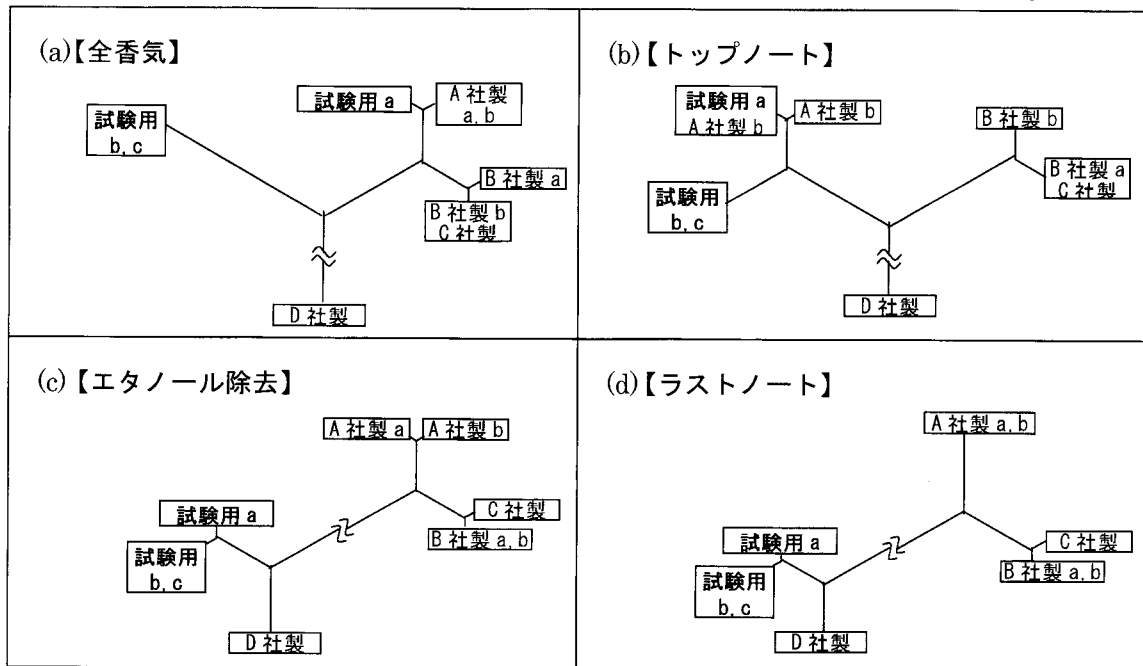 (a)【全香気】
試験用 a
A 社製
a, b
試験用
b, c
B 社製 a
B 社製 b
C 社製
D 社製
(b)【トップノート】
試験用 a
A 社製 b
A 社製 b
B 社製 b
B 社製 a
C 社製
試験用
b, c
D 社製
(c)【エタノール除去】
A 社製 a
A 社製 b
試験用 a
C 社製
B 社製 a, b
試験用
b, c
D 社製
(d)【ラストノート】
A 社製 a, b
試験用 a
C 社製
B 社製 a, b
試験用
b, c
D 社製